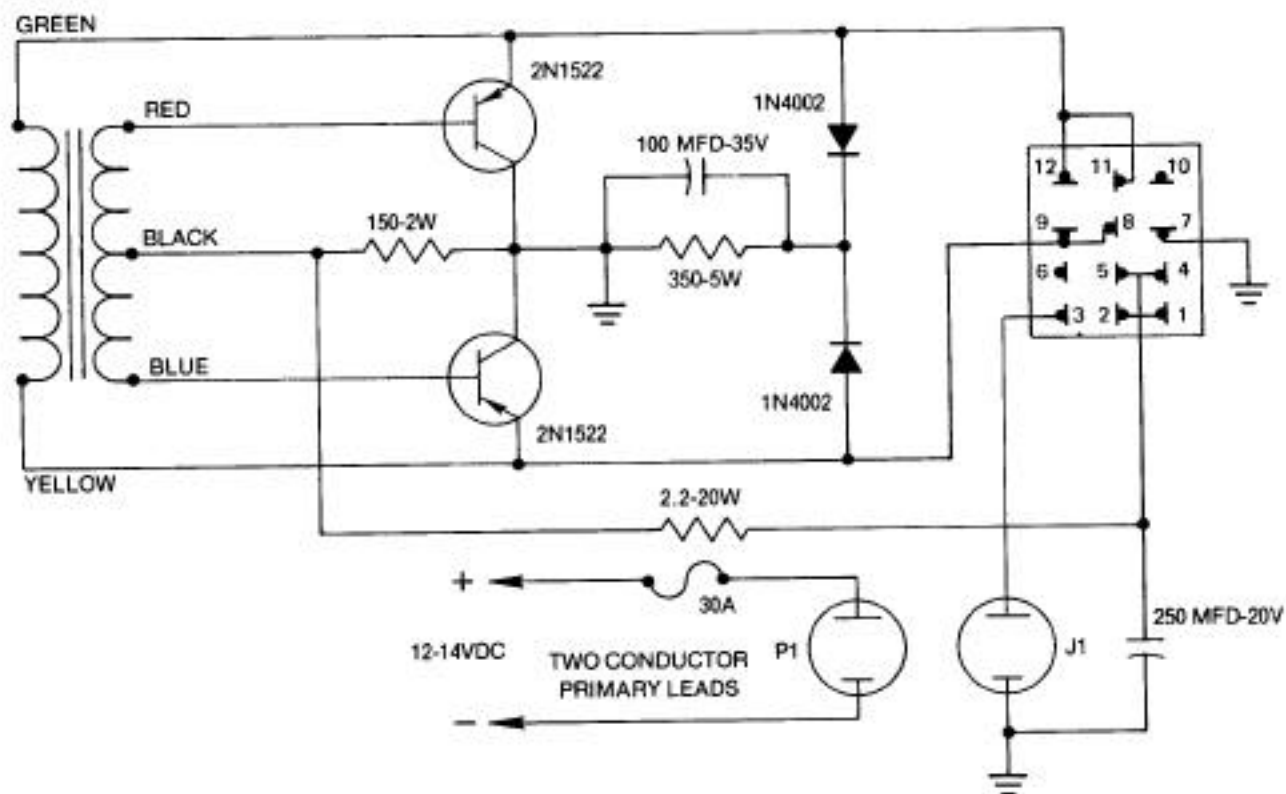 GREEN
2N1522
RED
1N4002
100 MFD-35V
12 11 10
150-2W
BLACK
9 8 7
350-5W
6 5 4
3 2 1
BLUE
1N4002
2N1522
YELLOW
2.2-20W
+
30A
250 MFD-20V
12-14VDC
TWO CONDUCTOR
PRIMARY LEADS
P1
J1
-